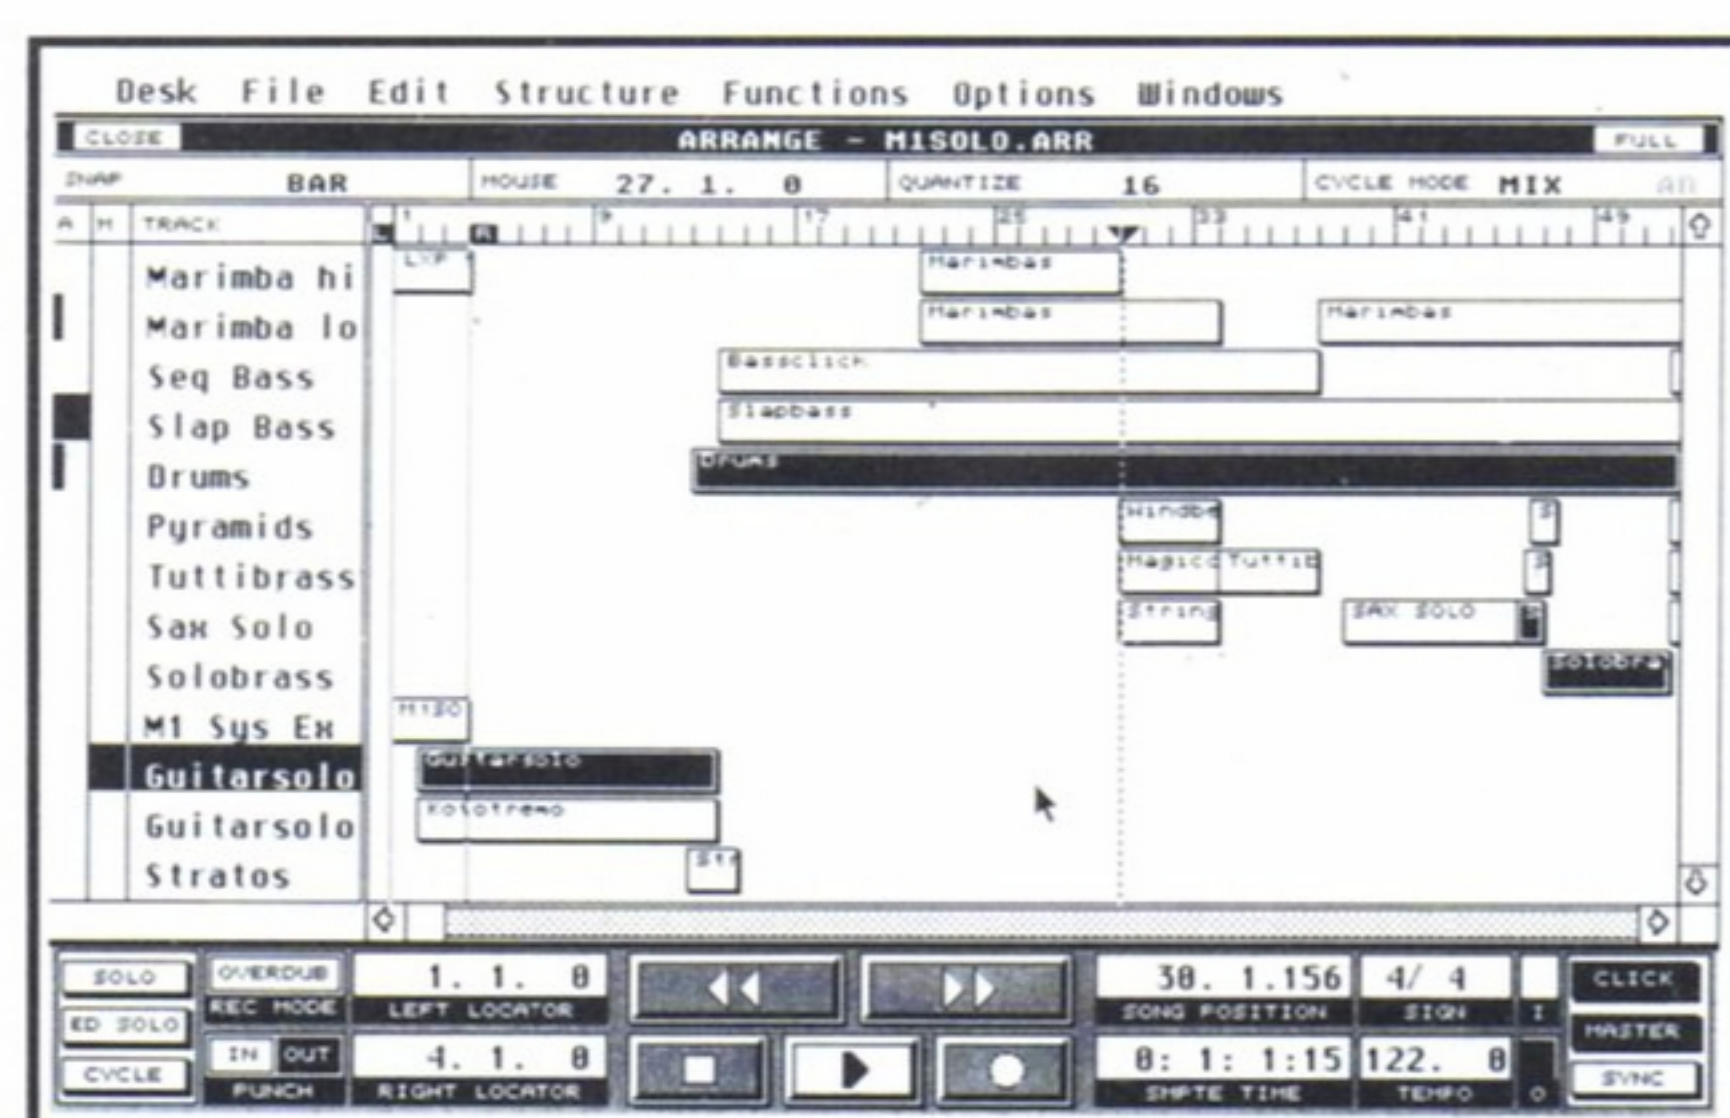 Desk File Edit Structure Functions Options Windows
CLOSE ARRANGE - M1SOLO.ARR FULL
SNAP BAR MOUSE 27. 1. 0 QUANTIZE 16 CYCLE MODE MIX
A M TRACK L 1 R 9 17 25 33 41 49
Marimba hi Marimbas
Marimba lo Marimbas Marimbas
Seq Bass Bassclick
Slap Bass Slapbass
Drums Drums
Pyramids Windbe S
Tuttibrass Magicc Tuttib S
Sax Solo String SAX SOLO
Solobrass Solobra
M1 Sys Ex M1SO
Guitarsolo Guitarsolo
Guitarsolo Kototremo
Stratos Str
SOLO OVERDUB 1. 1. 0 30. 1.156 4/ 4 CLICK
REC MODE LEFT LOCATOR SONG POSITION SIGN I
ED SOLO MASTER
IN OUT 4. 1. 0 0: 1: 1:15 122. 0
CYCLE PUNCH RIGHT LOCATOR SMPTE TIME TEMPO O SYNC